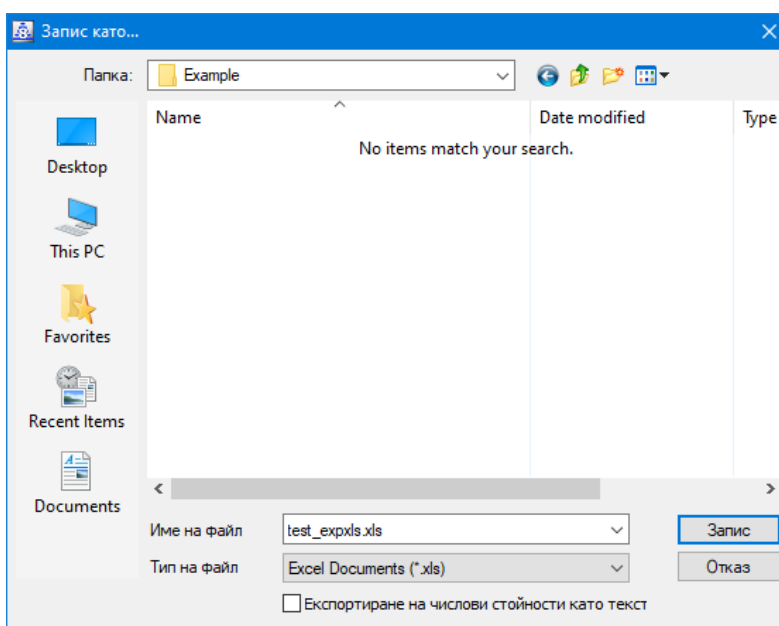 Запис като...
Папка: Example
Name Date modified Type
No items match your search.
Desktop
This PC
Favorites
Recent Items
Documents
Име на файл test_expxls.xls Запис
Тип на файл Excel Documents (*.xls) Отказ
Експортиране на числови стойности като текст